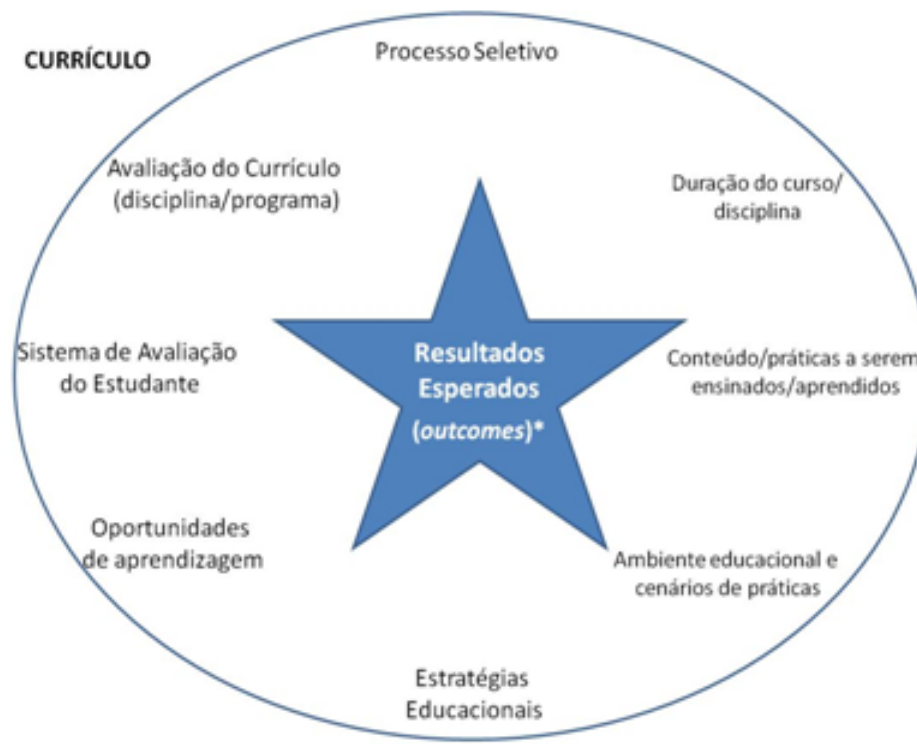 CURRÍCULO
Processo Seletivo
Avaliação do Currículo
(disciplina/programa)
Duração do curso/
disciplina
Sistema de Avaliação
do Estudante
Resultados
Esperados
(outcomes)*
Conteúdo/práticas a serem
ensinados/aprendidos
Oportunidades
de aprendizagem
Ambiente educacional e
cenários de práticas
Estratégias
Educacionais